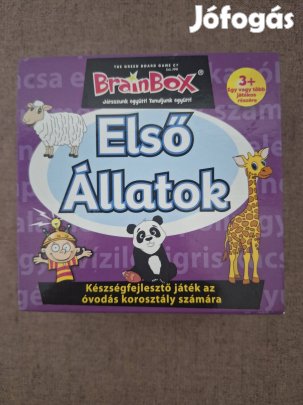 Jófogás
THE GREEN BOARD GAME CO
BrainBox®
Játsszunk együtt! Tanuljunk együtt!
3+
Egy vagy több
játékos
részére
Első
Állatok
Készségfejlesztő játék az
óvodás korosztály számára